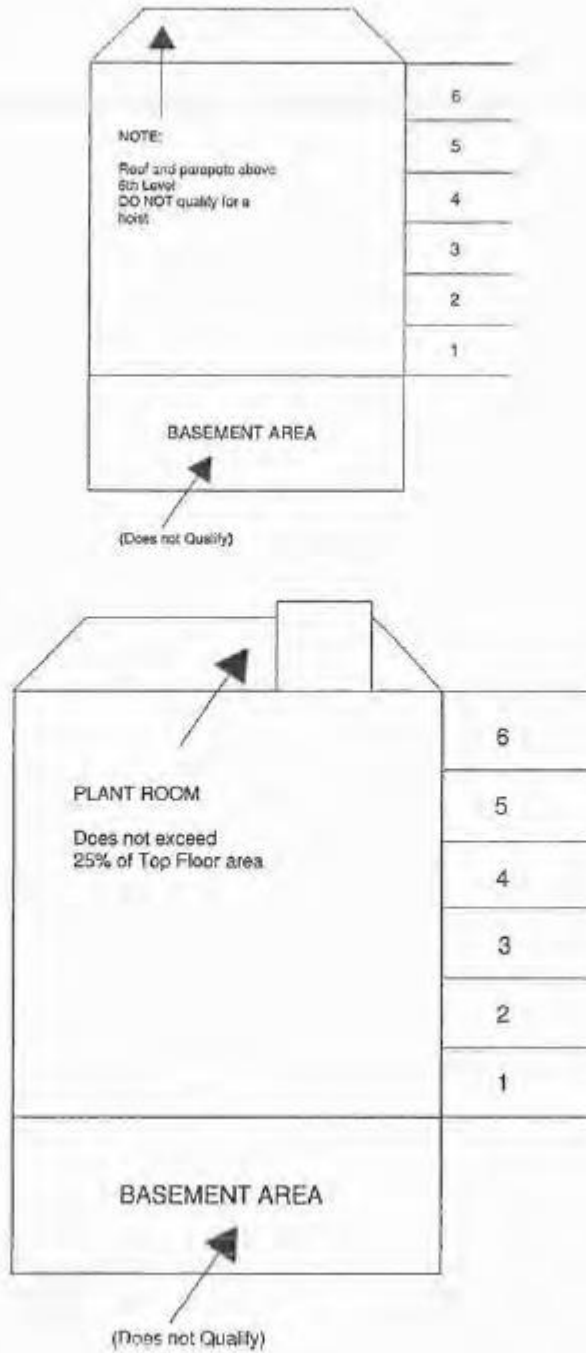 6
NOTE:
5
Roof and parapets above
6th Level
DO NOT quality for a
hoist
4
3
2
1
BASEMENT AREA
(Does not Qualify)
6
PLANT ROOM
5
Does not exceed
25% of Top Floor area
4
3
2
1
BASEMENT AREA
(Does not Qualify)